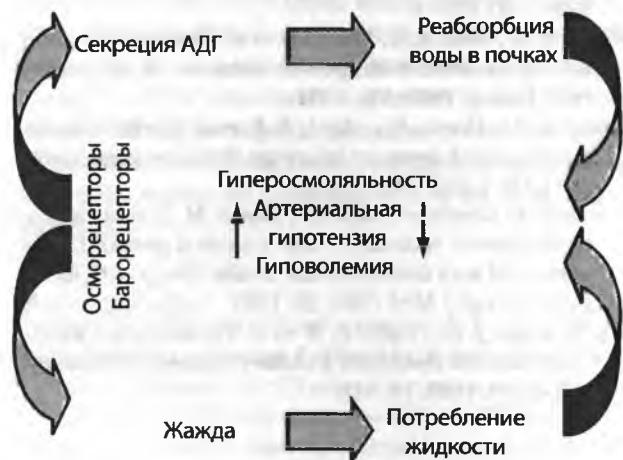 Секреция АДГ
Реабсорбция
воды в почках
Осморецепторы
Барорецепторы
Гиперосмоляльность
Артериальная
гипотензия
Гиповолемия
Жажда
Потребление
жидкости